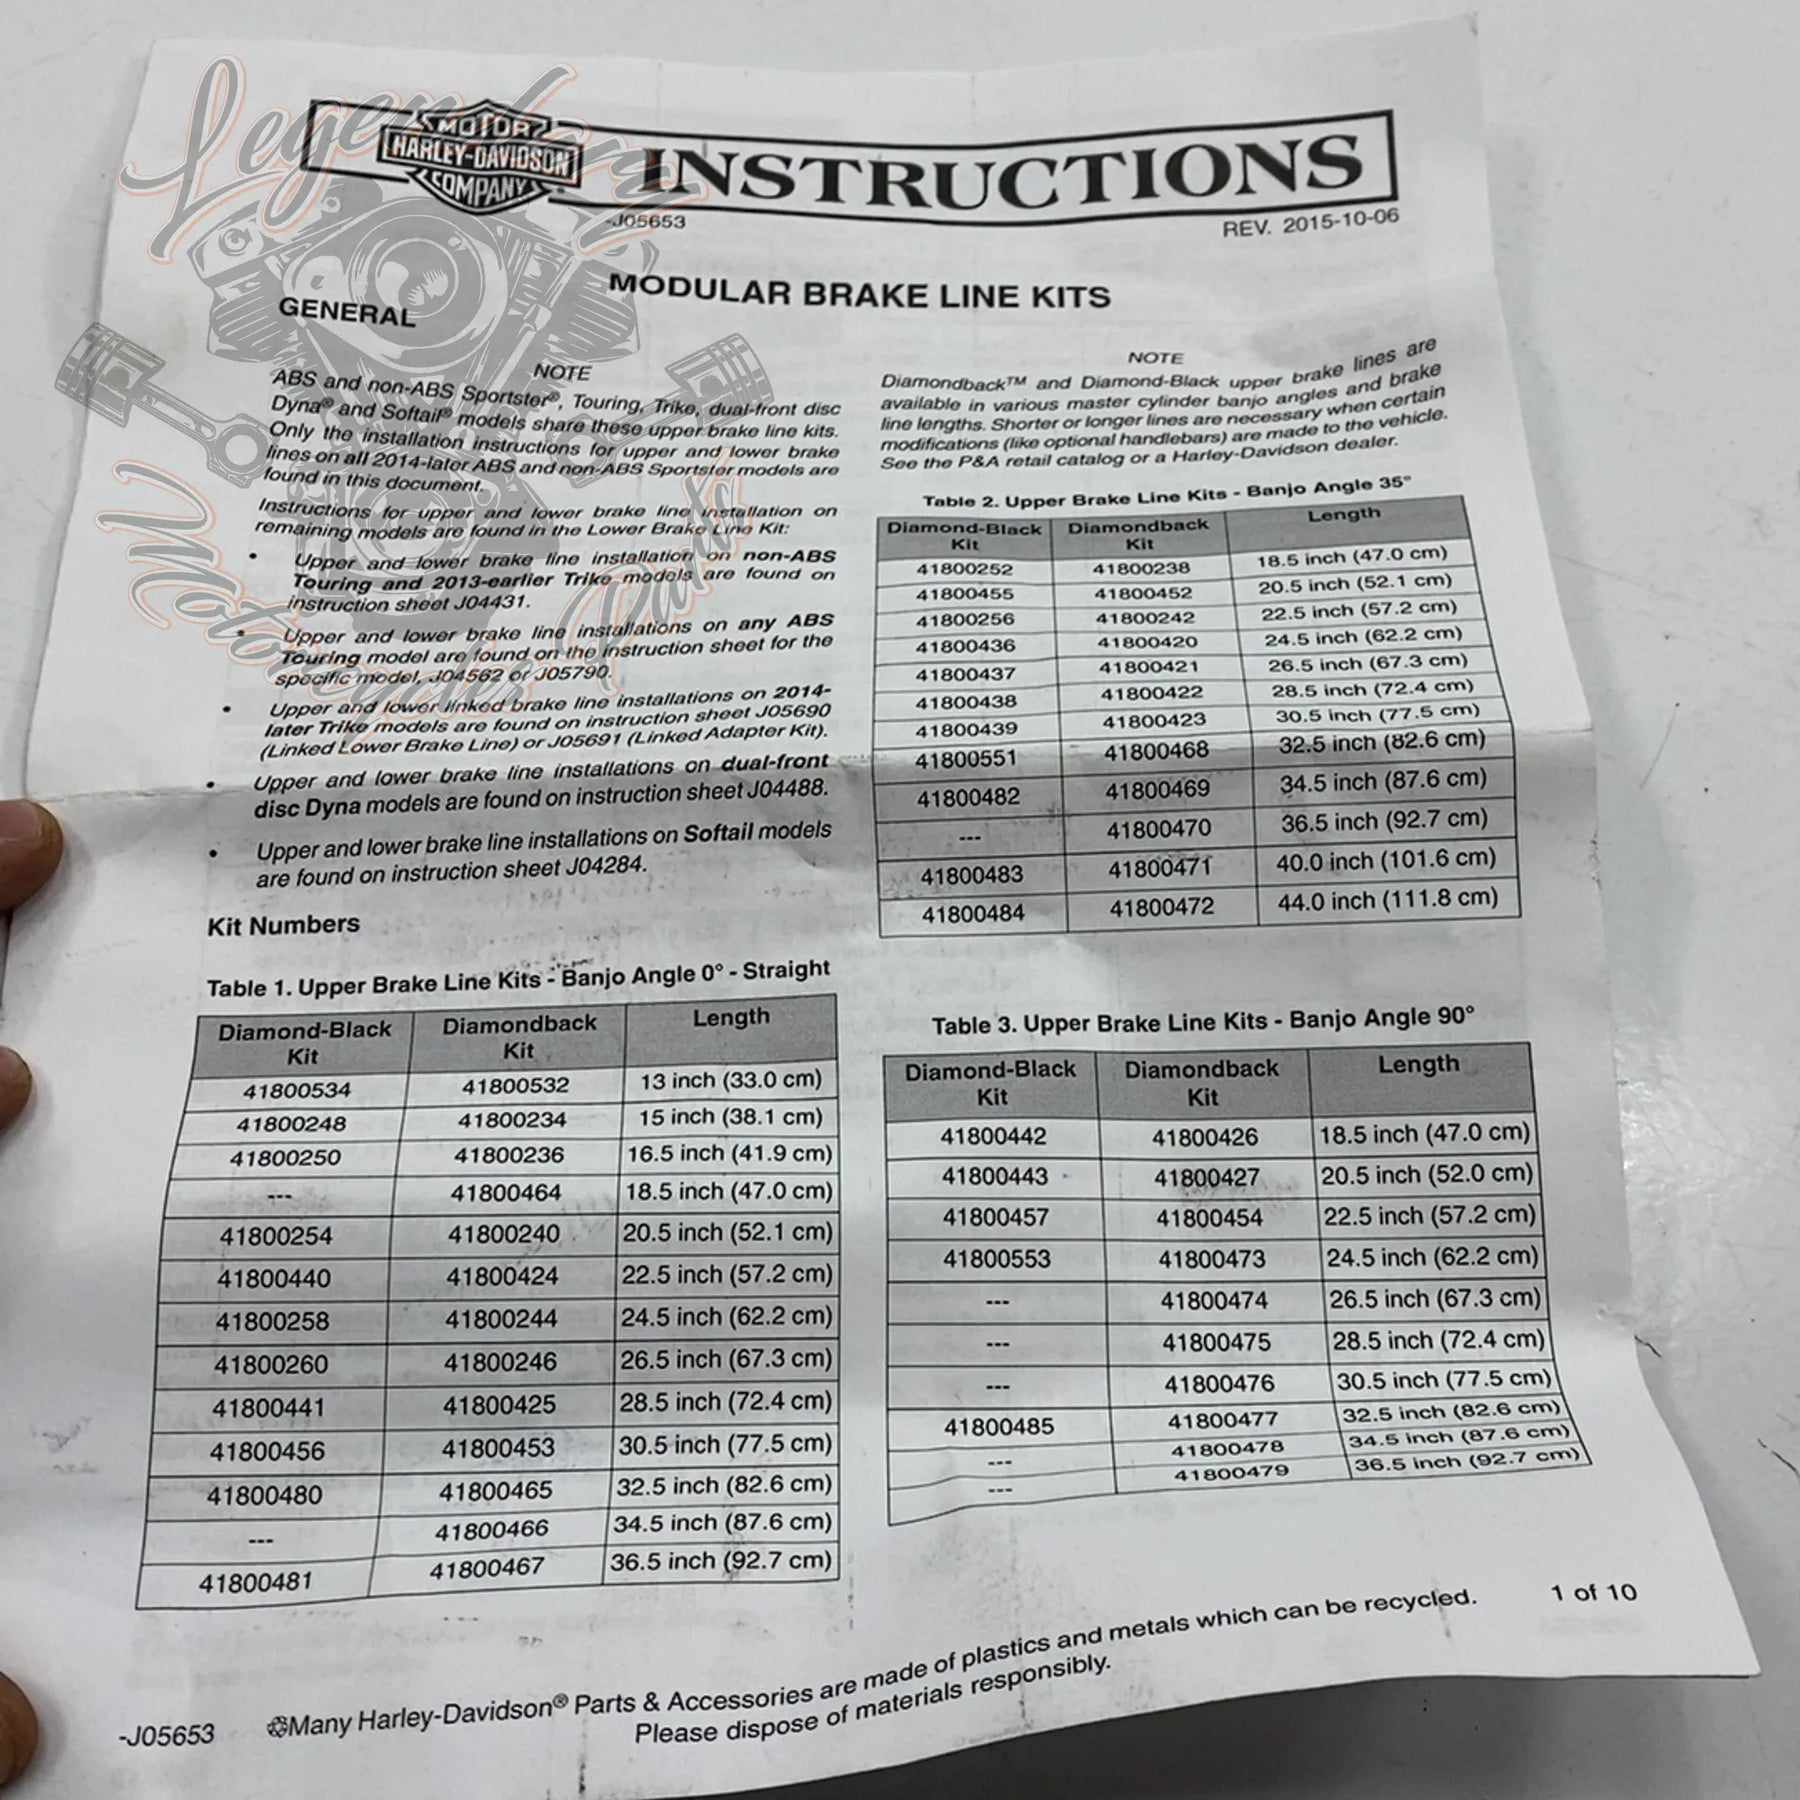 Legendary
Motorcycles Parts
MOTOR
HARLEY-DAVIDSON
COMPANY
INSTRUCTIONS
-J05653
REV. 2015-10-06
MODULAR BRAKE LINE KITS
GENERAL
NOTE
ABS and non-ABS Sportster®, Touring, Trike, dual-front disc
Dyna® and Softail® models share these upper brake line kits.
Only the installation instructions for upper and lower brake
lines on all 2014-later ABS and non-ABS Sportster models are
found in this document.
Instructions for upper and lower brake line installation on
remaining models are found in the Lower Brake Line Kit:
• Upper and lower brake line installation on non-ABS
Touring and 2013-earlier Trike models are found on
instruction sheet J04431.
• Upper and lower brake line installations on any ABS
Touring model are found on the instruction sheet for the
specific model, J04562 or J05790.
• Upper and lower linked brake line installations on 2014-
later Trike models are found on instruction sheet J05690
(Linked Lower Brake Line) or J05691 (Linked Adapter Kit).
• Upper and lower brake line installations on dual-front
disc Dyna models are found on instruction sheet J04488.
• Upper and lower brake line installations on Softail models
are found on instruction sheet J04284.
Kit Numbers
Table 1. Upper Brake Line Kits - Banjo Angle 0° - Straight
Diamond-Black Kit Diamondback Kit Length
41800534 41800532 13 inch (33.0 cm)
41800248 41800234 15 inch (38.1 cm)
41800250 41800236 16.5 inch (41.9 cm)
--- 41800464 18.5 inch (47.0 cm)
41800254 41800240 20.5 inch (52.1 cm)
41800440 41800424 22.5 inch (57.2 cm)
41800258 41800244 24.5 inch (62.2 cm)
41800260 41800246 26.5 inch (67.3 cm)
41800441 41800425 28.5 inch (72.4 cm)
41800456 41800453 30.5 inch (77.5 cm)
41800480 41800465 32.5 inch (82.6 cm)
--- 41800466 34.5 inch (87.6 cm)
41800481 41800467 36.5 inch (92.7 cm)
NOTE
Diamondback™ and Diamond-Black upper brake lines are
available in various master cylinder banjo angles and brake
line lengths. Shorter or longer lines are necessary when certain
modifications (like optional handlebars) are made to the vehicle.
See the P&A retail catalog or a Harley-Davidson dealer.
Table 2. Upper Brake Line Kits - Banjo Angle 35°
Diamond-Black Kit Diamondback Kit Length
41800252 41800238 18.5 inch (47.0 cm)
41800455 41800452 20.5 inch (52.1 cm)
41800256 41800242 22.5 inch (57.2 cm)
41800436 41800420 24.5 inch (62.2 cm)
41800437 41800421 26.5 inch (67.3 cm)
41800438 41800422 28.5 inch (72.4 cm)
41800439 41800423 30.5 inch (77.5 cm)
41800551 41800468 32.5 inch (82.6 cm)
41800482 41800469 34.5 inch (87.6 cm)
--- 41800470 36.5 inch (92.7 cm)
41800483 41800471 40.0 inch (101.6 cm)
41800484 41800472 44.0 inch (111.8 cm)
Table 3. Upper Brake Line Kits - Banjo Angle 90°
Diamond-Black Kit Diamondback Kit Length
41800442 41800426 18.5 inch (47.0 cm)
41800443 41800427 20.5 inch (52.0 cm)
41800457 41800454 22.5 inch (57.2 cm)
41800553 41800473 24.5 inch (62.2 cm)
--- 41800474 26.5 inch (67.3 cm)
--- 41800475 28.5 inch (72.4 cm)
--- 41800476 30.5 inch (77.5 cm)
41800485 41800477 32.5 inch (82.6 cm)
--- 41800478 34.5 inch (87.6 cm)
--- 41800479 36.5 inch (92.7 cm)
-J05653
Many Harley-Davidson® Parts & Accessories are made of plastics and metals which can be recycled.
Please dispose of materials responsibly.
1 of 10